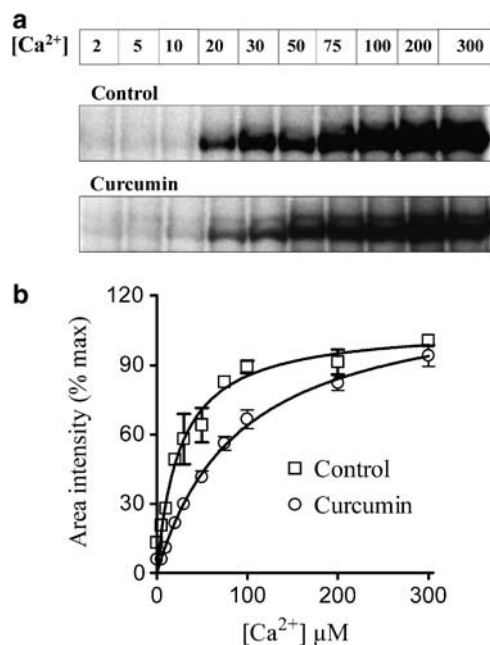 a
[Ca²⁺] 2 5 10 20 30 50 75 100 200 300
Control
Curcumin
b
Area intensity (% max)
120
90
60
30
0
Control
Curcumin
0 100 200 300
[Ca²⁺] µM